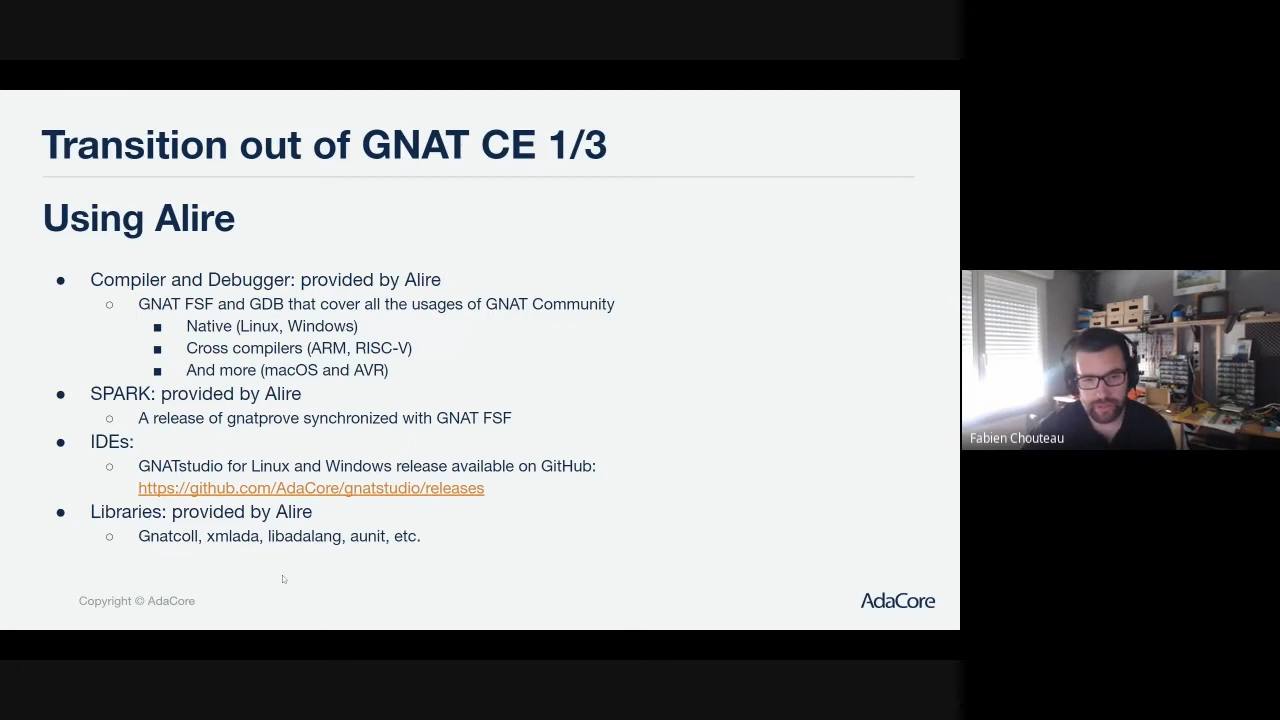 Transition out of GNAT CE 1/3
Using Alire
● Compiler and Debugger: provided by Alire
○ GNAT FSF and GDB that cover all the usages of GNAT Community
■ Native (Linux, Windows)
■ Cross compilers (ARM, RISC-V)
■ And more (macOS and AVR)
● SPARK: provided by Alire
○ A release of gnatprove synchronized with GNAT FSF
● IDEs:
○ GNATstudio for Linux and Windows release available on GitHub:
https://github.com/AdaCore/gnatstudio/releases
● Libraries: provided by Alire
○ Gnatcoll, xmlada, libadalang, aunit, etc.
Copyright © AdaCore
AdaCore
Fabien Chouteau